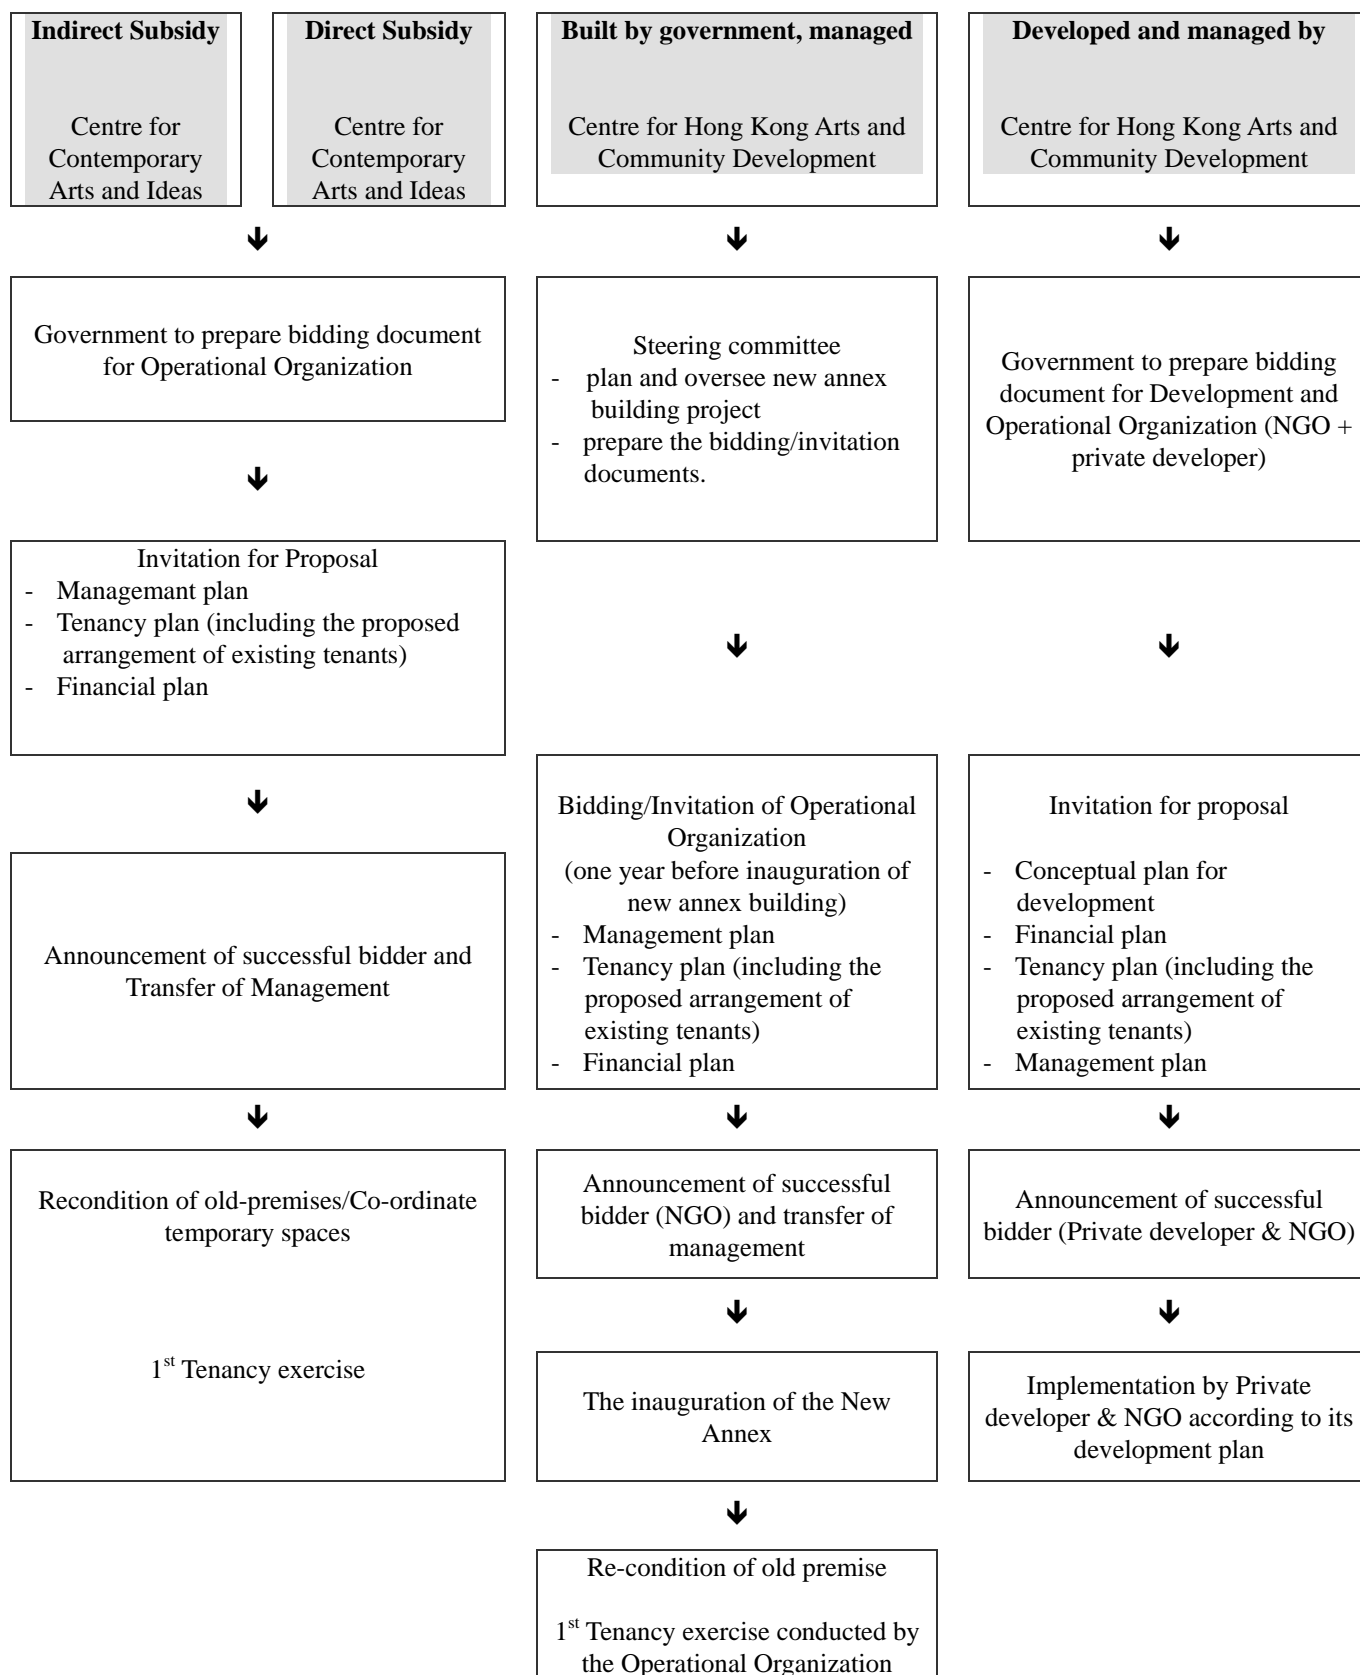 Indirect Subsidy
Centre for
Contemporary
Arts and Ideas
Direct Subsidy
Centre for
Contemporary
Arts and Ideas
Built by government, managed
Centre for Hong Kong Arts and
Community Development
Developed and managed by
Centre for Hong Kong Arts and
Community Development
Government to prepare bidding document
for Operational Organization
Steering committee
- plan and oversee new annex
building project
- prepare the bidding/invitation
documents.
Government to prepare bidding
document for Development and
Operational Organization (NGO +
private developer)
Invitation for Proposal
- Managemant plan
- Tenancy plan (including the proposed
arrangement of existing tenants)
- Financial plan
Bidding/Invitation of Operational
Organization
(one year before inauguration of
new annex building)
- Management plan
- Tenancy plan (including the
proposed arrangement of
existing tenants)
- Financial plan
Invitation for proposal
- Conceptual plan for
development
- Financial plan
- Tenancy plan (including the
proposed arrangement of
existing tenants)
- Management plan
Announcement of successful bidder and
Transfer of Management
Recondition of old-premises/Co-ordinate
temporary spaces
1st Tenancy exercise
Announcement of successful
bidder (NGO) and transfer of
management
Announcement of successful
bidder (Private developer & NGO)
The inauguration of the New
Annex
Implementation by Private
developer & NGO according to its
development plan
Re-condition of old premise
1st Tenancy exercise conducted by
the Operational Organization